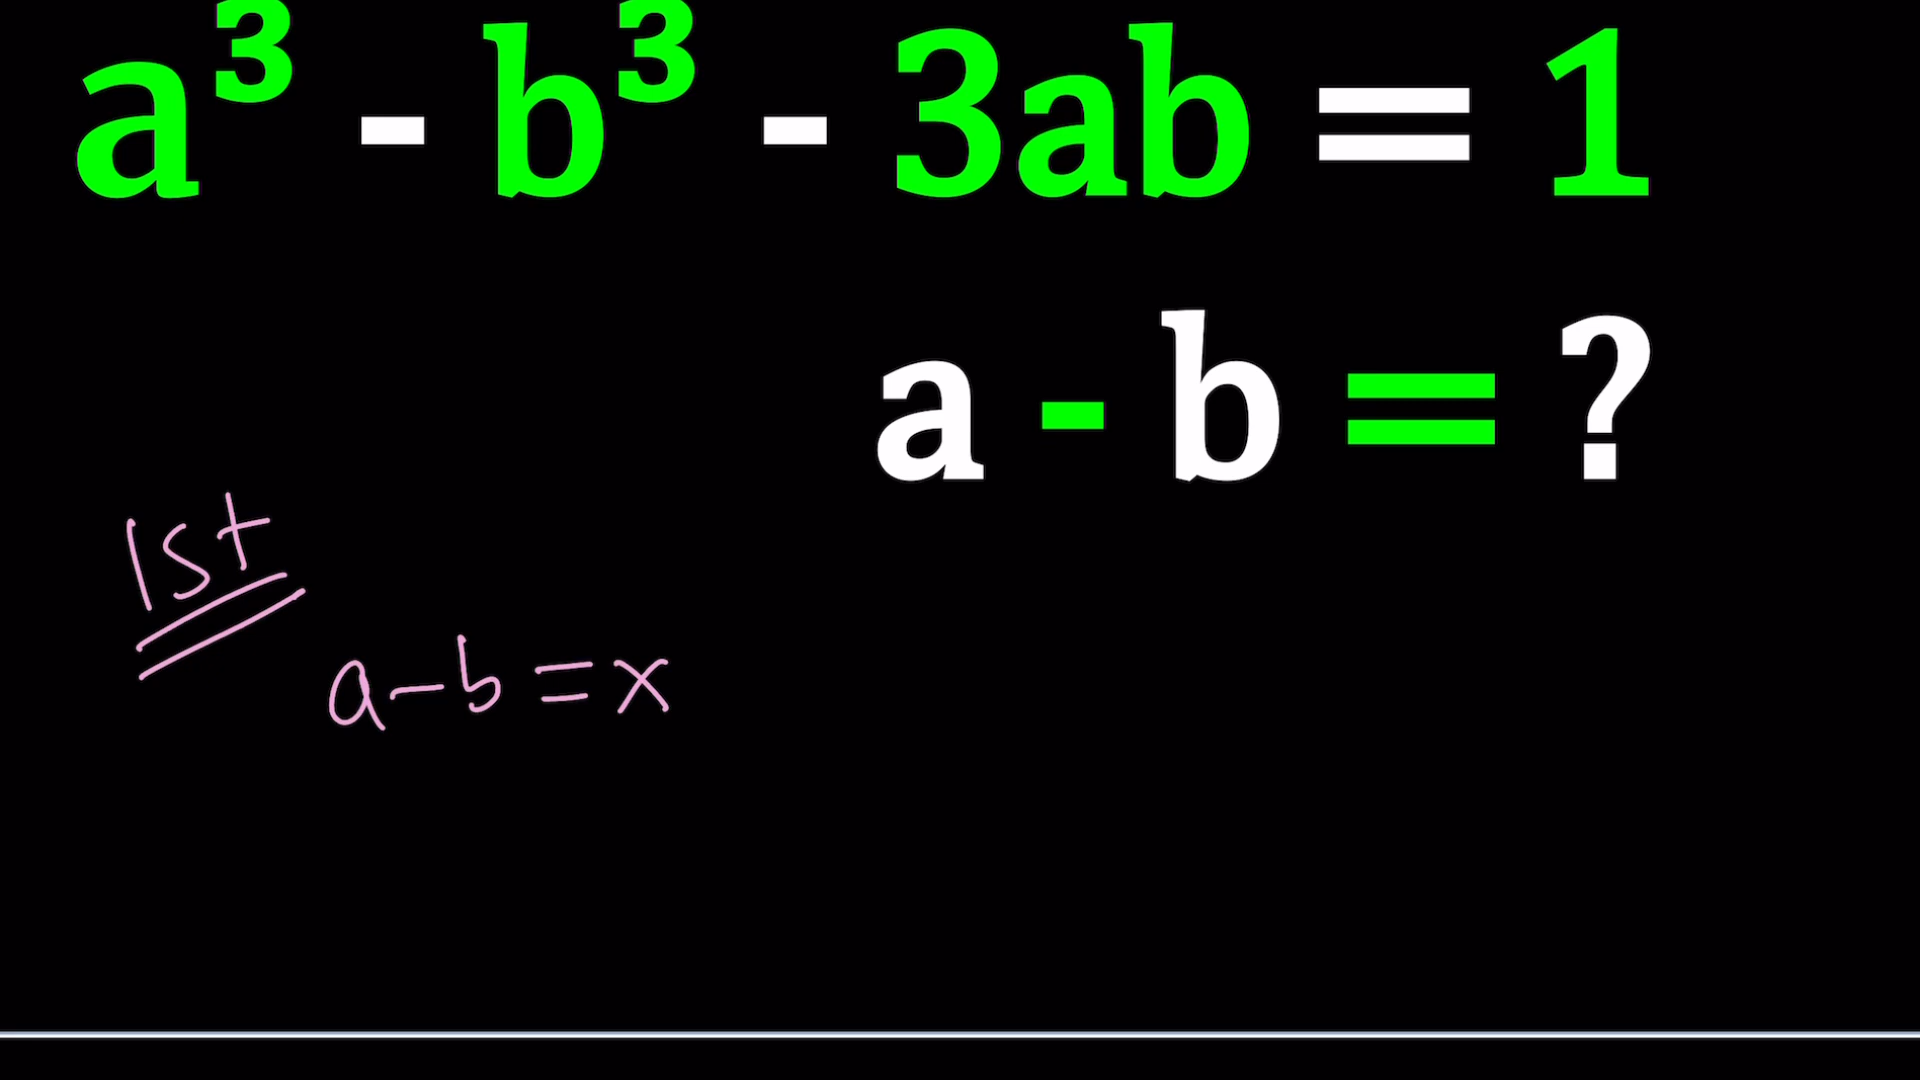 a³ - b³ - 3ab = 1
a - b = ?
1st
a-b=x